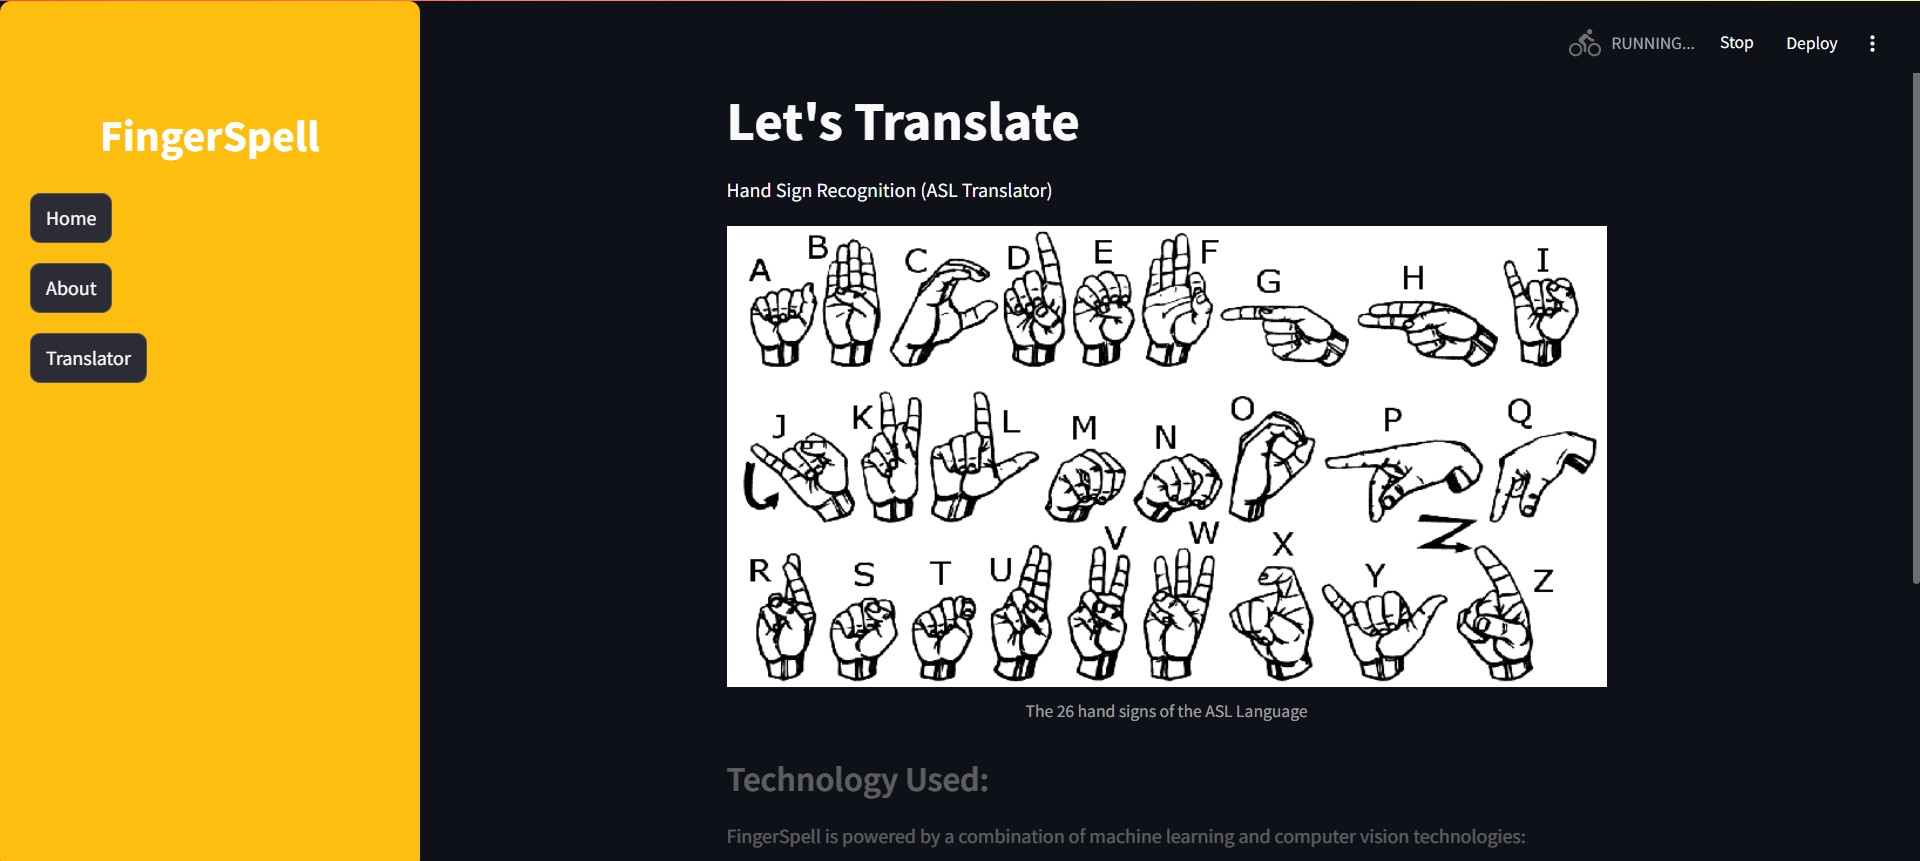 RUNNING...
Stop
Deploy
FingerSpell
Home
About
Translator
Let's Translate
Hand Sign Recognition (ASL Translator)
A B C D E F G H I
J K L M N O P Q
R S T U V W X Y Z
The 26 hand signs of the ASL Language
Technology Used:
FingerSpell is powered by a combination of machine learning and computer vision technologies: